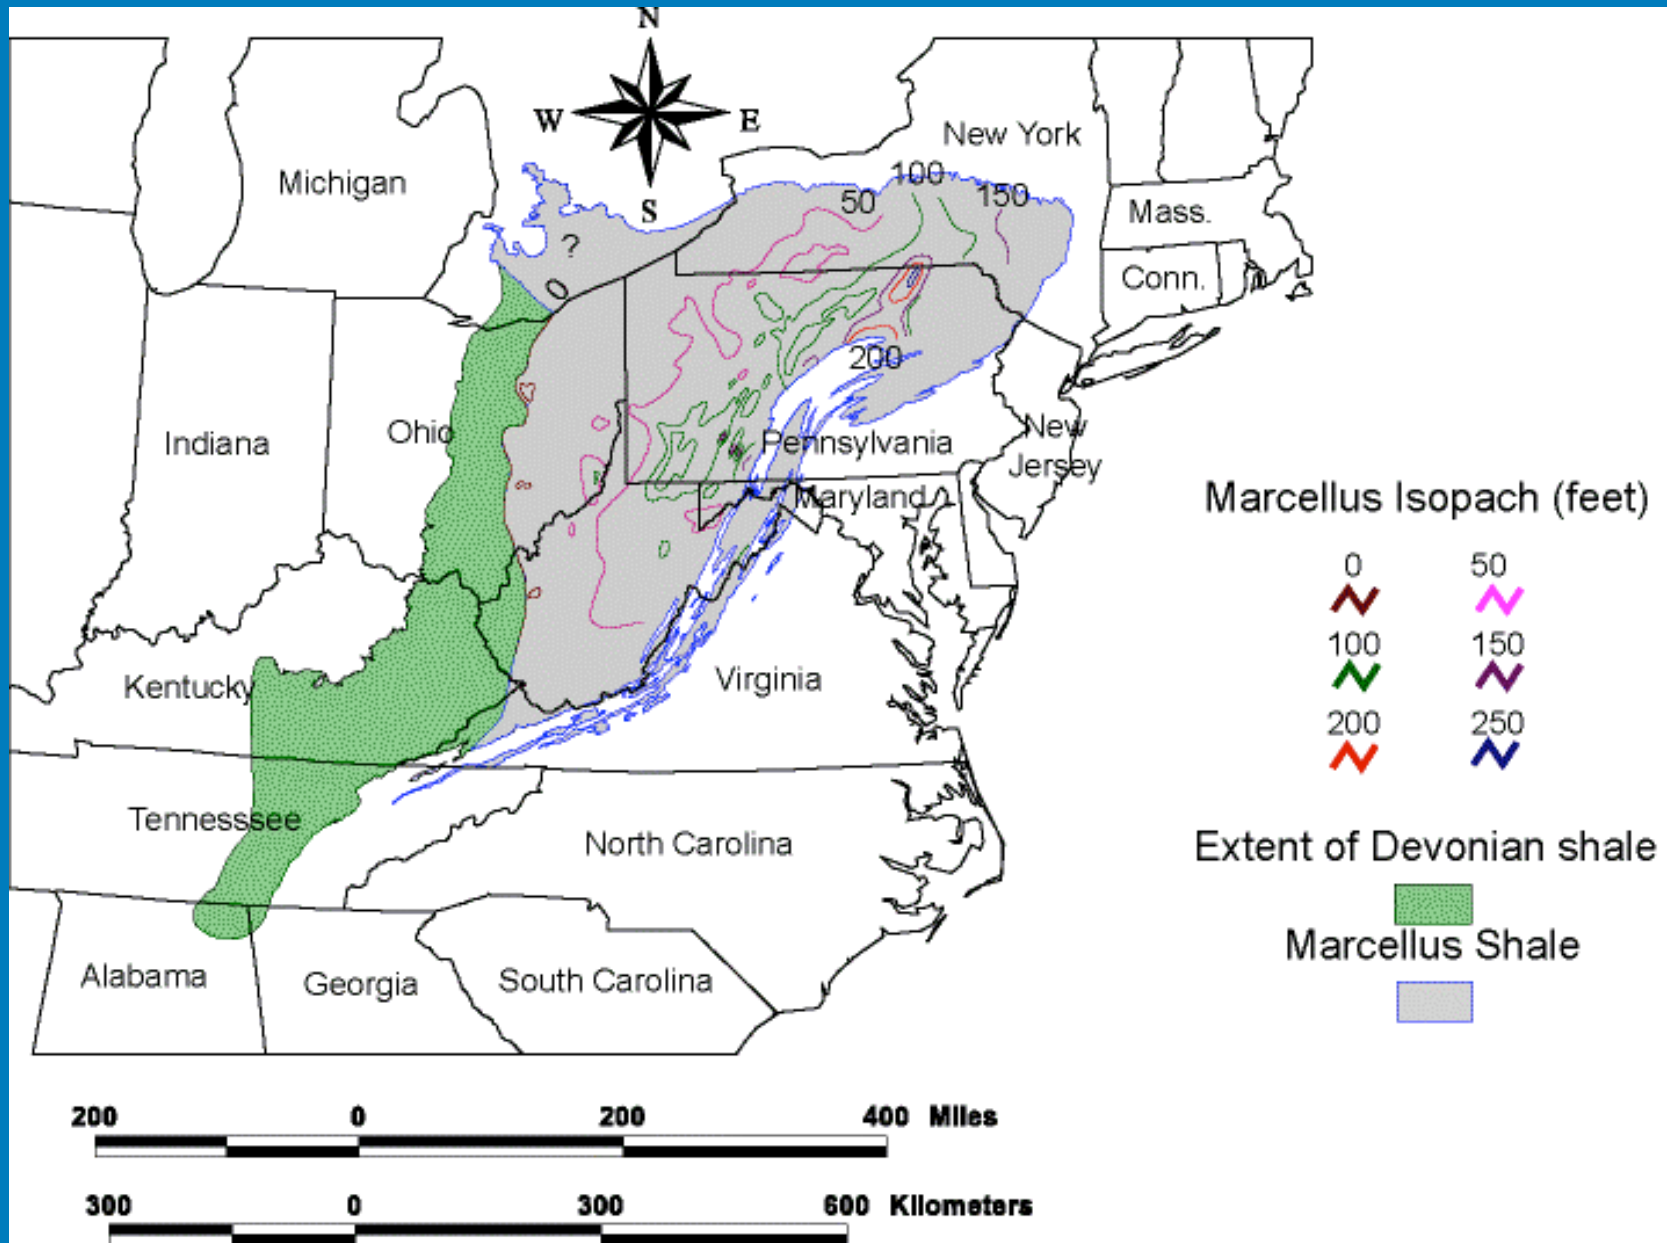 N
W
E
S
New York
Michigan
100
150
50
Mass.
?
Conn.
0
200
Ohio
Indiana
Pennsylvania
New
Jersey
Maryland
Marcellus Isopach (feet)
0 50
100 150
200 250
Kentucky
Virginia
Tennesssee
North Carolina
Extent of Devonian shale
Marcellus Shale
Alabama
Georgia
South Carolina
200 0 200 400 Miles
300 0 300 600 Kilometers